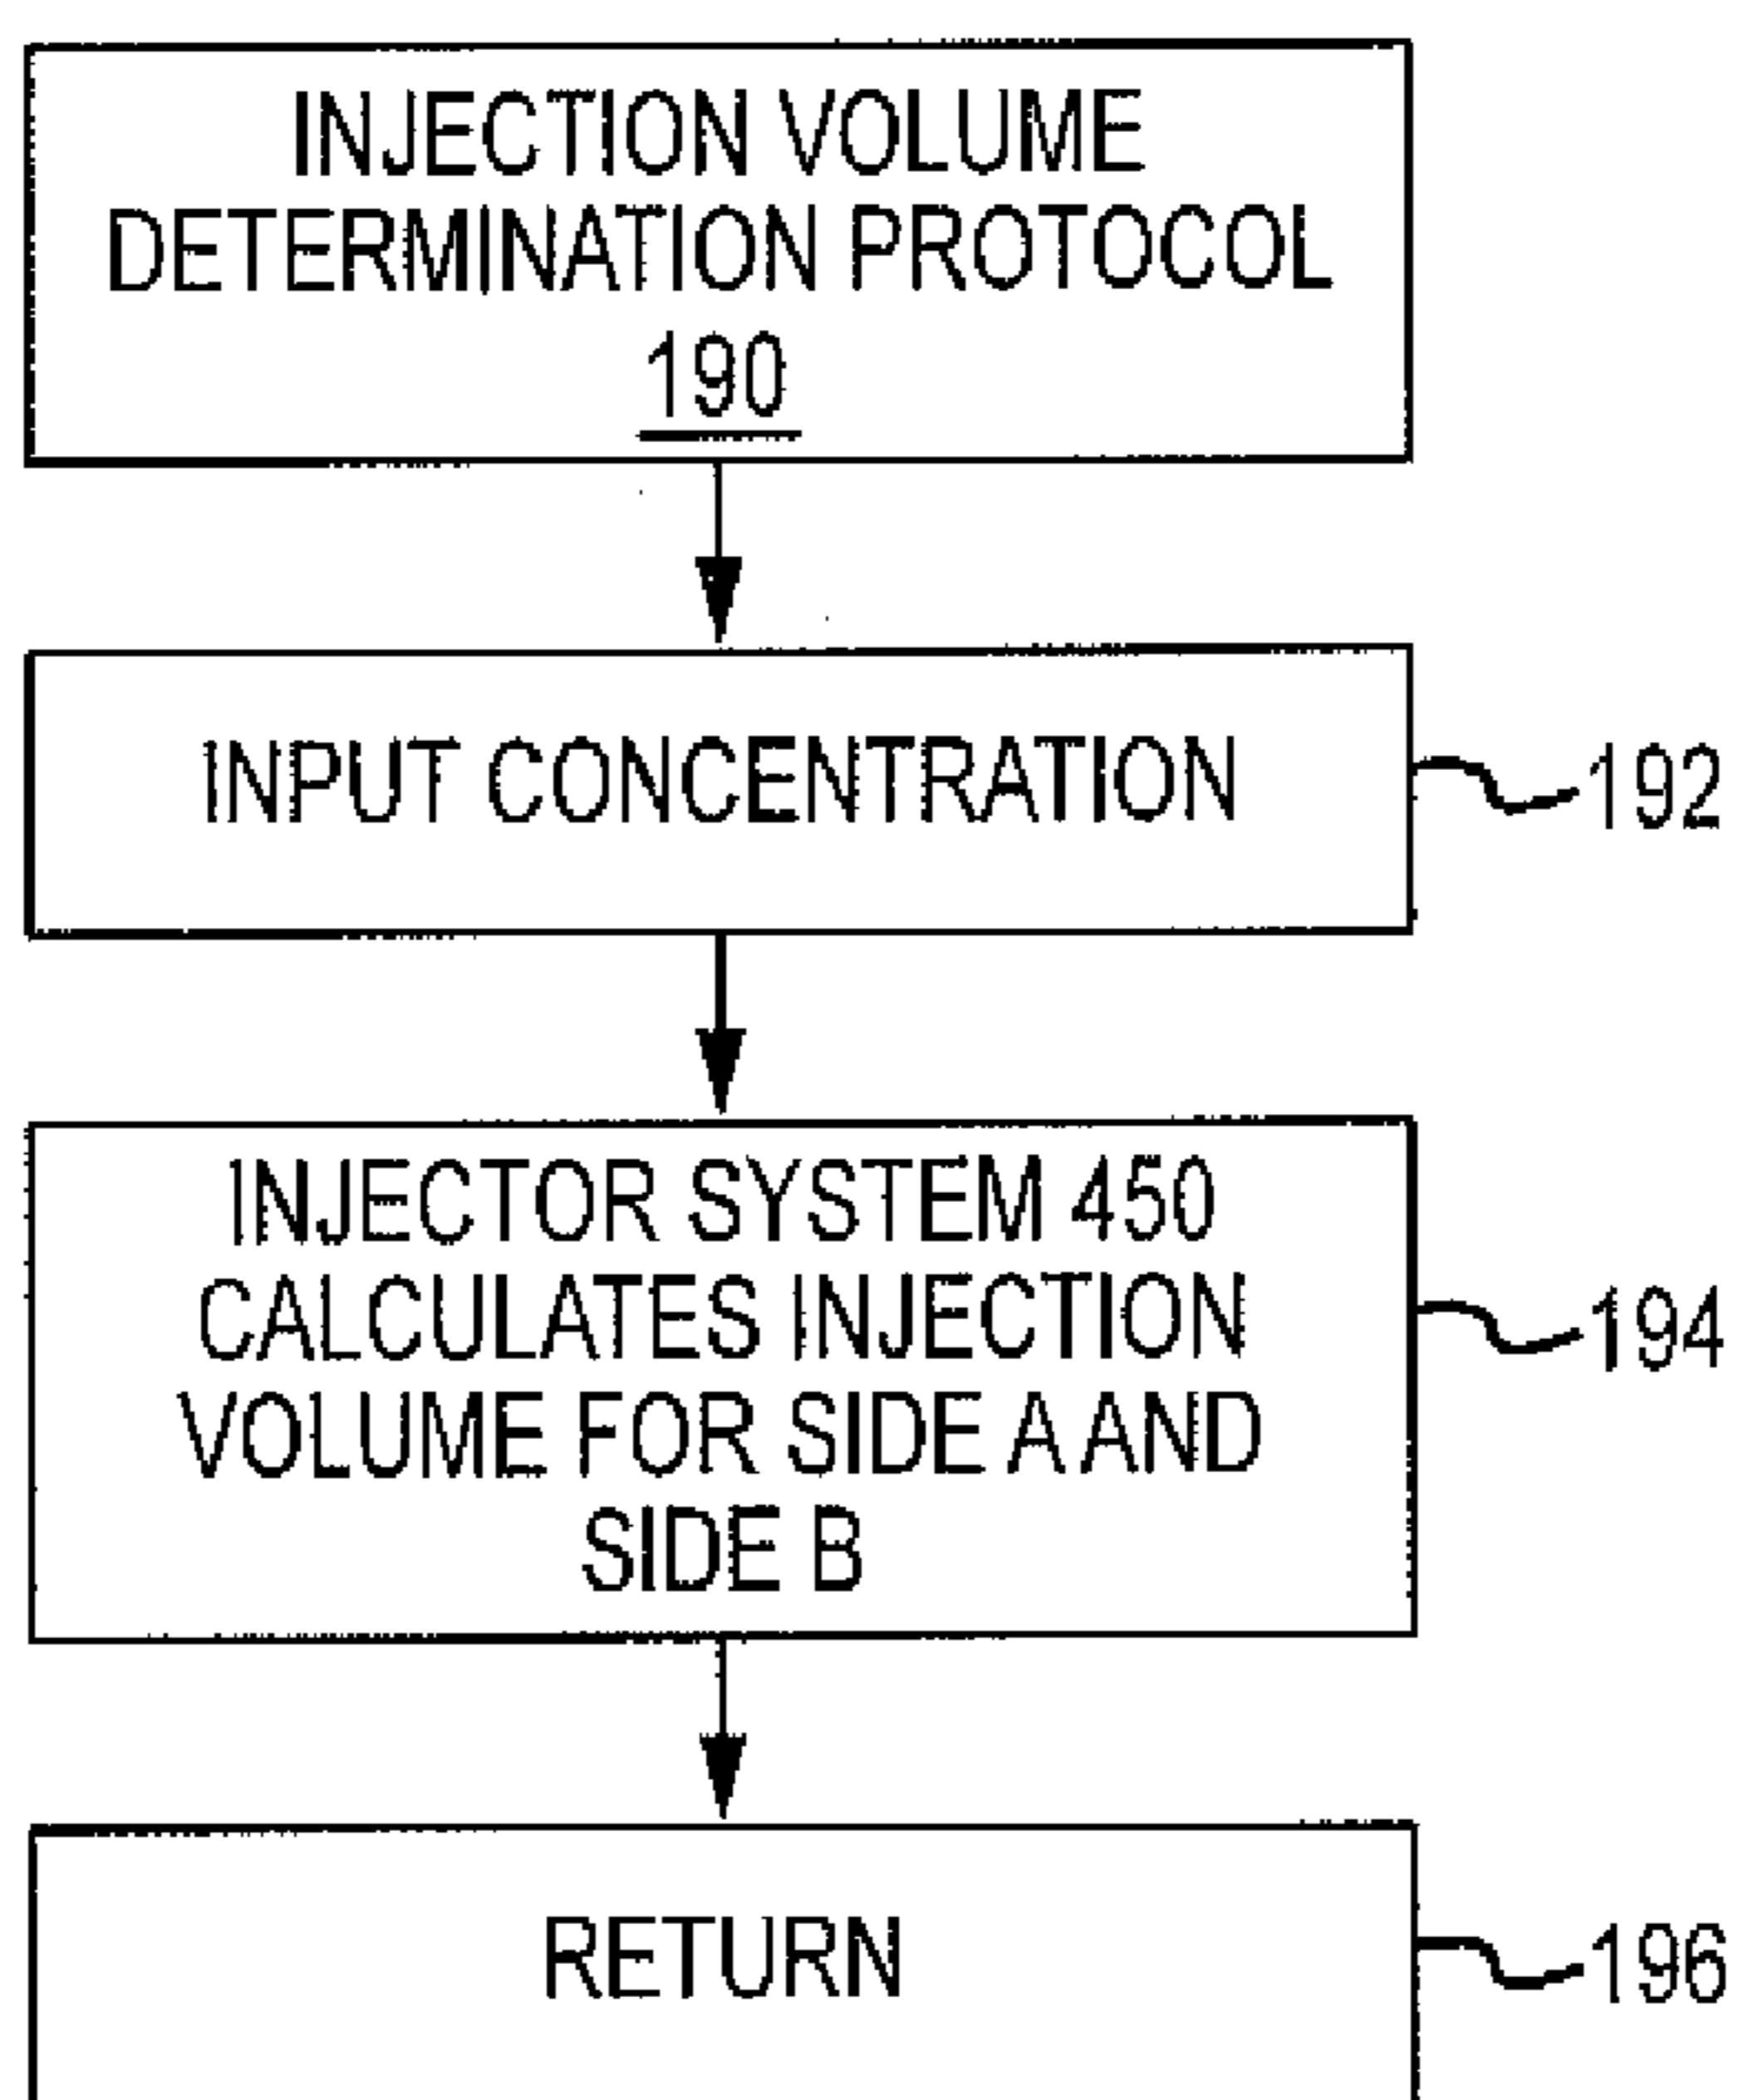 INJECTION VOLUME
DETERMINATION PROTOCOL
190
INPUT CONCENTRATION
192
INJECTOR SYSTEM 450
CALCULATES INJECTION
VOLUME FOR SIDE A AND
SIDE B
194
RETURN
196